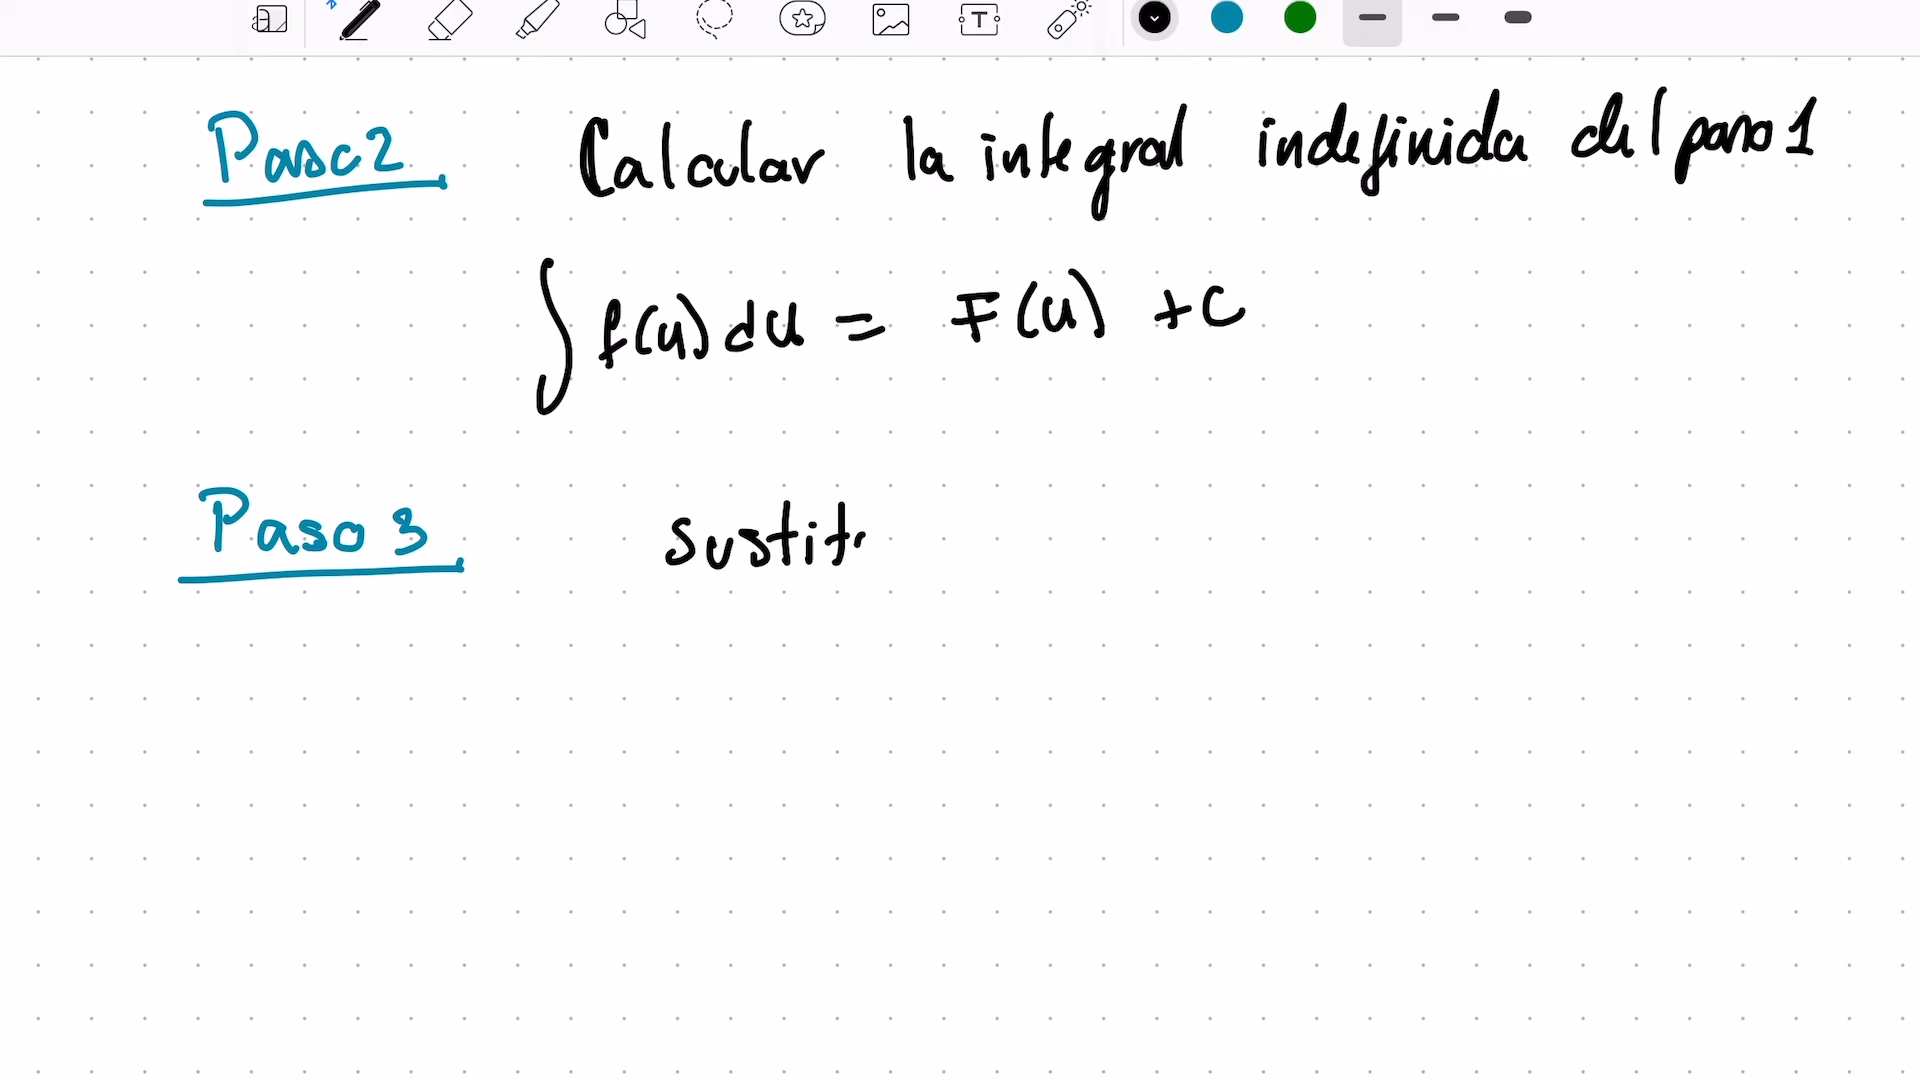 Paso 2 Calcular la integral indefinida del paso 1
∫ f(u) du = F(u) + C
Paso 3 sustit